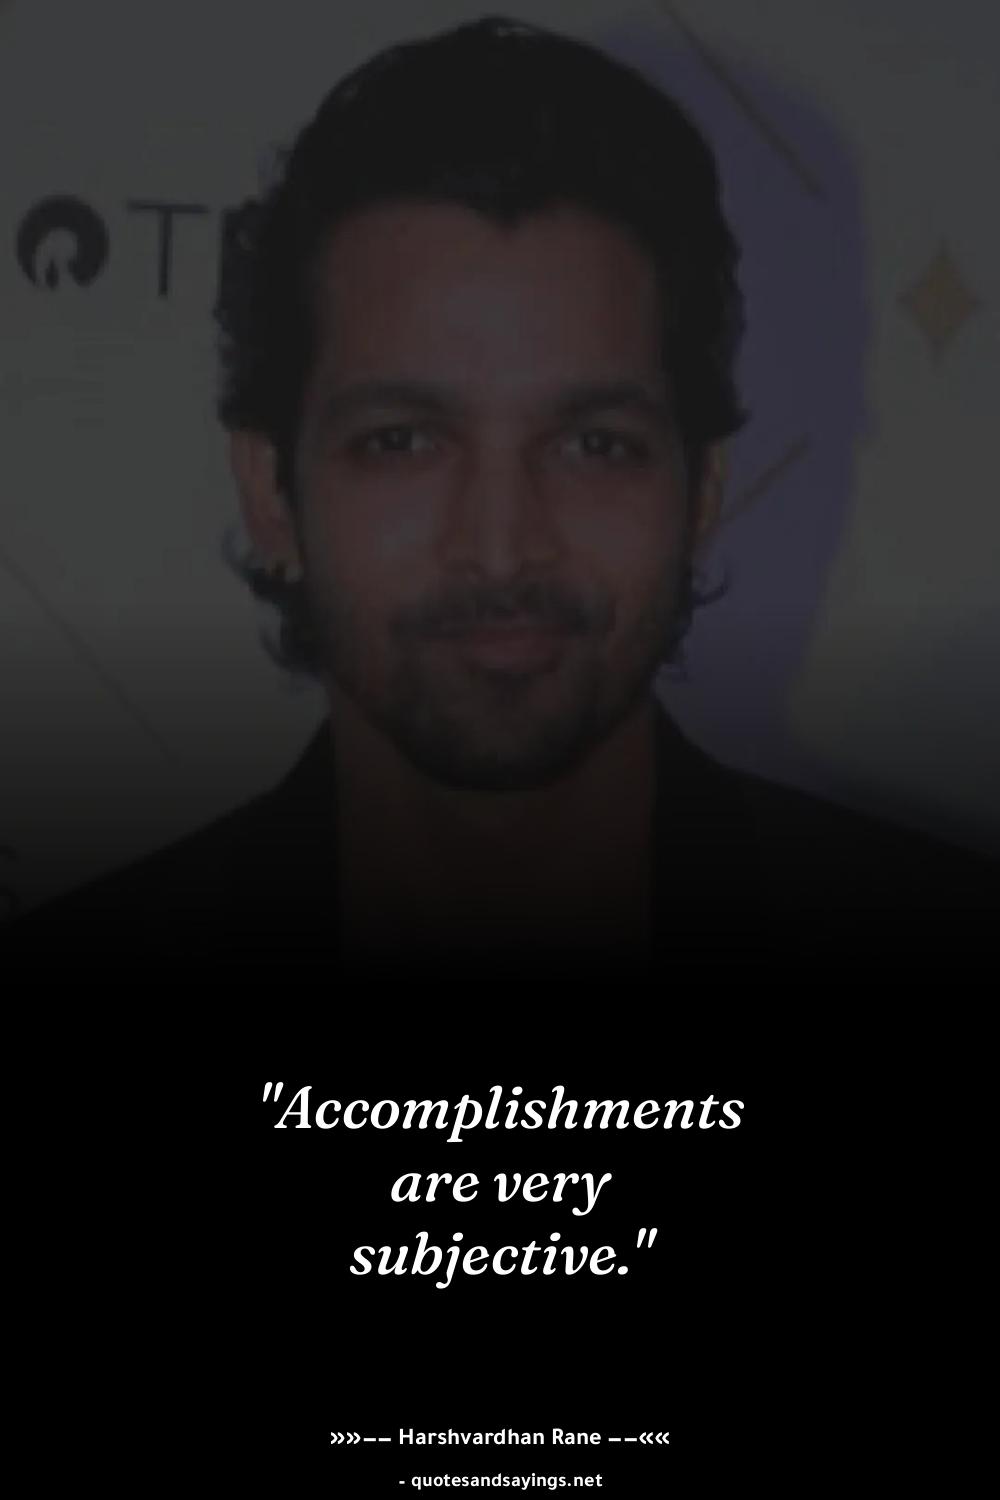 T
"Accomplishments
are very
subjective."
»»–– Harshvardhan Rane ––««
- quotesandsayings.net